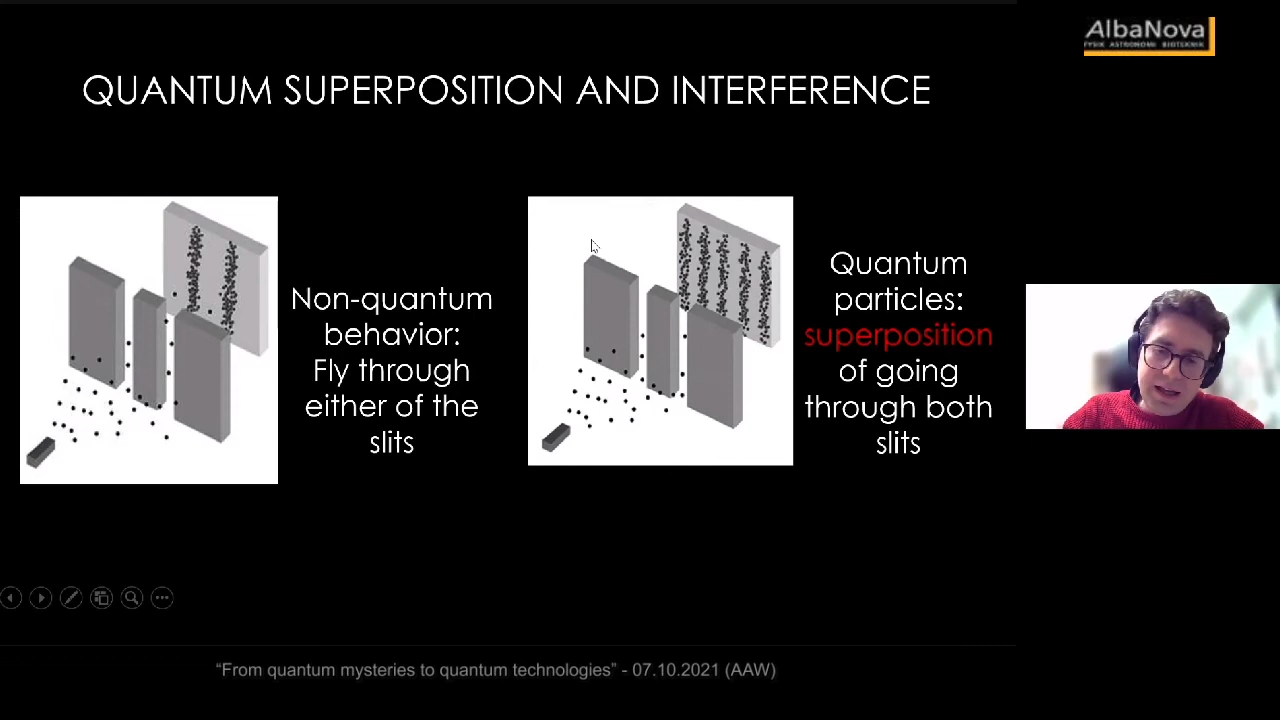 AlbaNova
FYSIK ASTRONOMI BIOTEKNIK
QUANTUM SUPERPOSITION AND INTERFERENCE
Non-quantum
behavior:
Fly through
either of the
slits
Quantum
particles:
superposition
of going
through both
slits
“From quantum mysteries to quantum technologies” - 07.10.2021 (AAW)